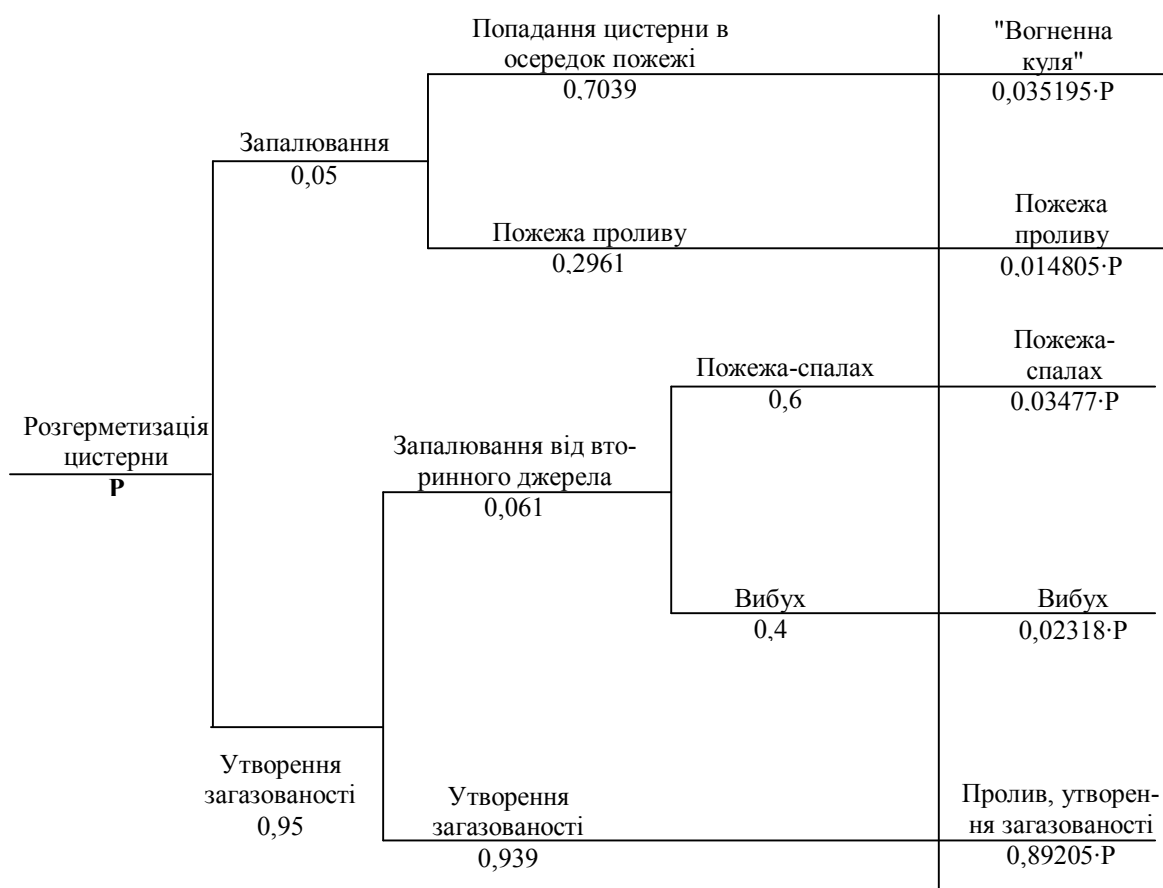 Попадання цистерни в
осередок пожежі
0,7039
"Вогненна
куля"
0,035195·Р
Запалювання
0,05
Пожежа проливу
0,2961
Пожежа
проливу
0,014805·Р
Пожежа-спалах
0,6
Пожежа-
спалах
0,03477·Р
Розгерметизація
цистерни
Р
Запалювання від вто-
ринного джерела
0,061
Вибух
0,4
Вибух
0,02318·Р
Утворення
загазованості
0,95
Утворення
загазованості
0,939
Пролив, утворен-
ня загазованості
0,89205·Р